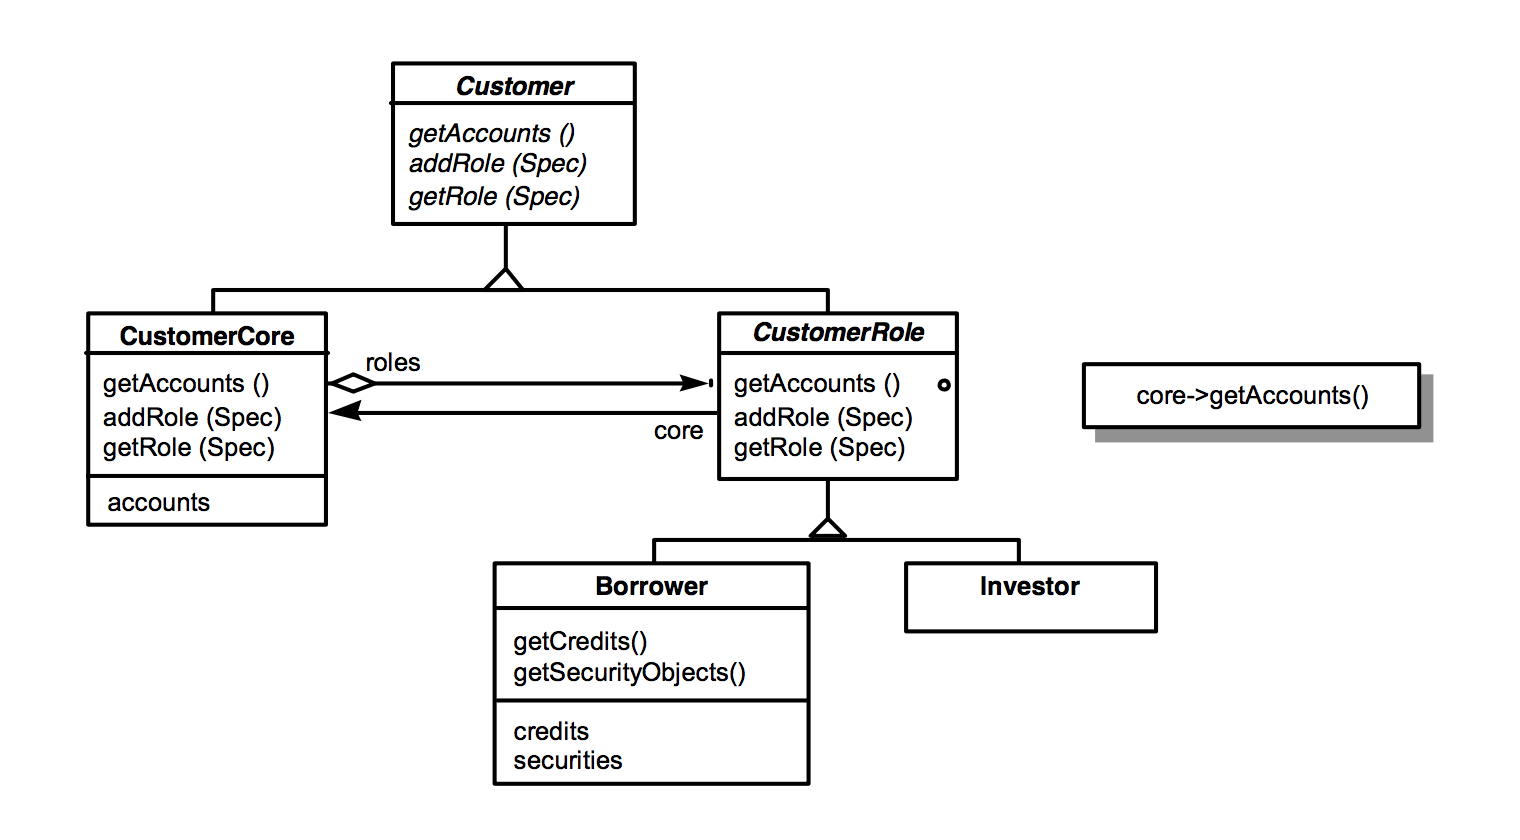 Customer
getAccounts ()
addRole (Spec)
getRole (Spec)
CustomerCore
getAccounts ()
addRole (Spec)
getRole (Spec)
accounts
roles
core
CustomerRole
getAccounts ()
addRole (Spec)
getRole (Spec)
core->getAccounts()
Borrower
getCredits()
getSecurityObjects()
credits
securities
Investor